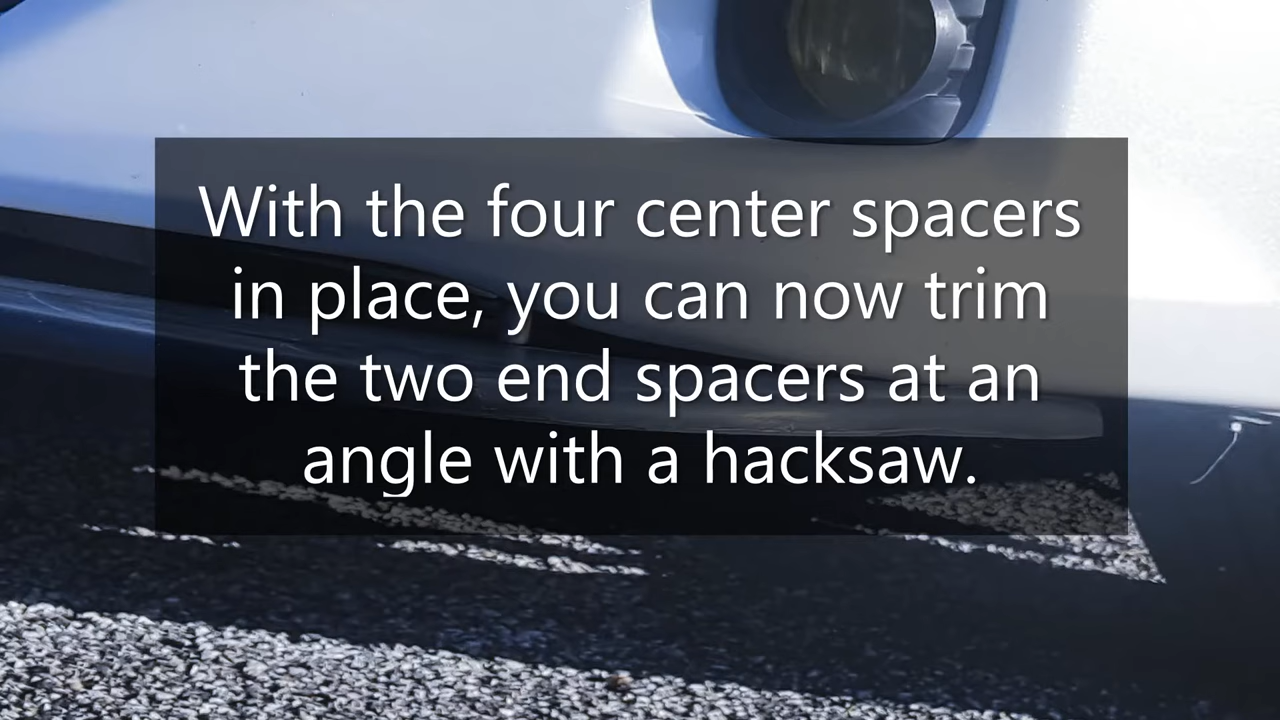 With the four center spacers
in place, you can now trim
the two end spacers at an
angle with a hacksaw.